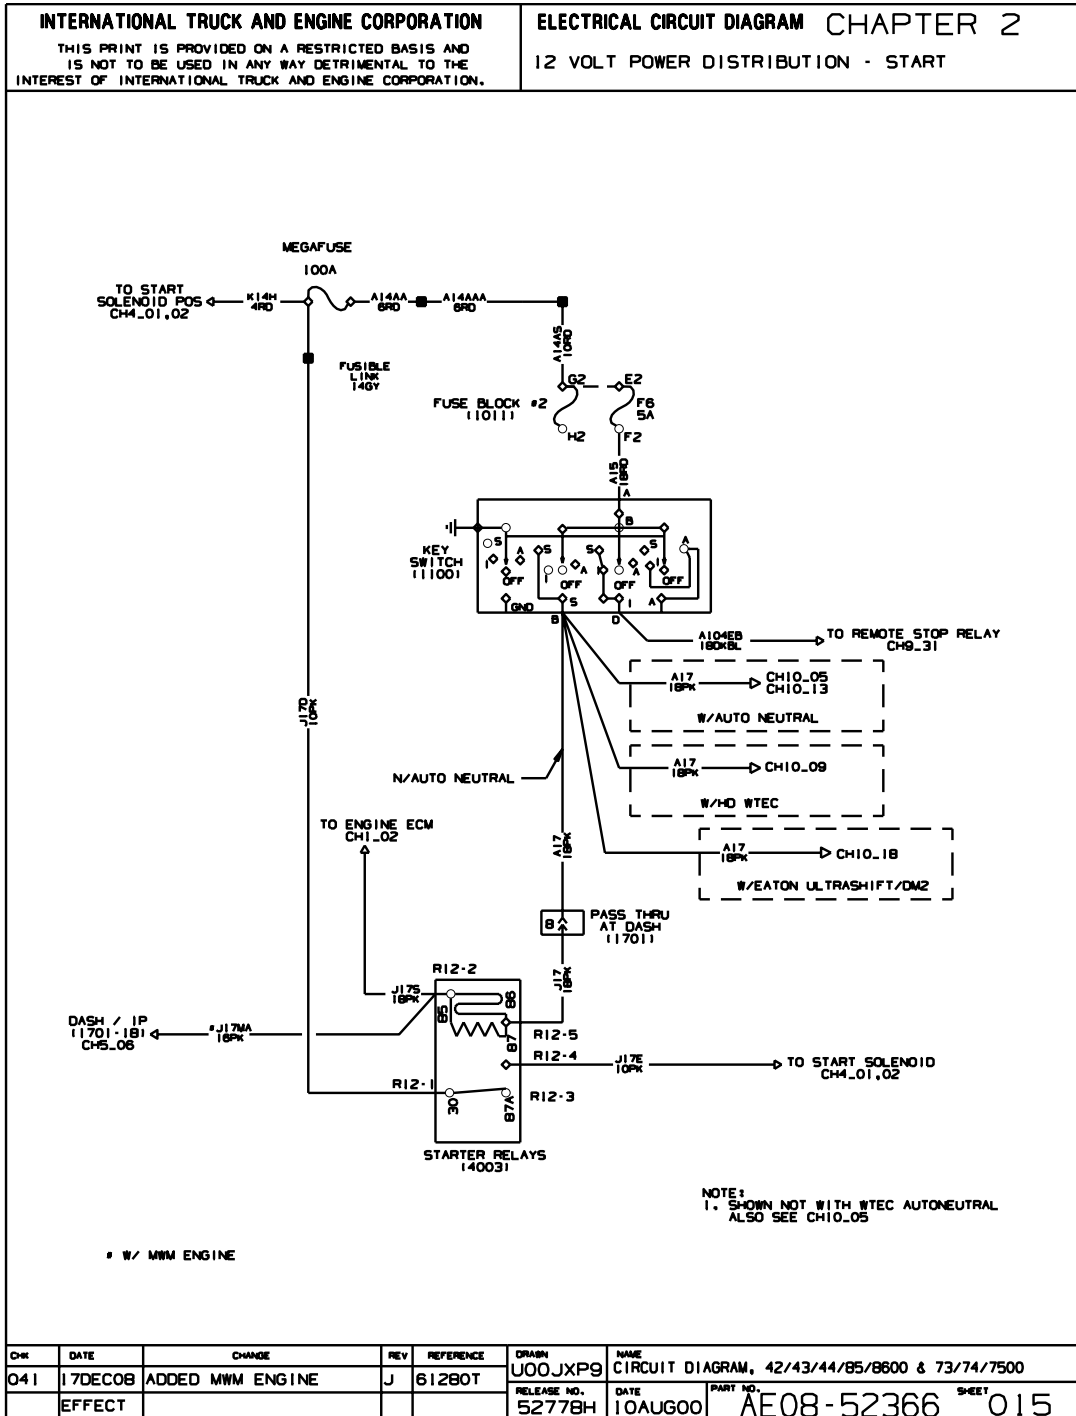 INTERNATIONAL TRUCK AND ENGINE CORPORATION
THIS PRINT IS PROVIDED ON A RESTRICTED BASIS AND
IS NOT TO BE USED IN ANY WAY DETRIMENTAL TO THE
INTEREST OF INTERNATIONAL TRUCK AND ENGINE CORPORATION.
ELECTRICAL CIRCUIT DIAGRAM CHAPTER 2
12 VOLT POWER DISTRIBUTION - START
MEGAFUSE
100A
TO START
SOLENOID POS
CH4_01,02
K14H
4RD
A14AA
6RD
A14AAA
6RD
A14AS
10RD
FUSIBLE
LINK
14GY
G2
E2
FUSE BLOCK #2
(1011)
F6
5A
H2
F2
A15
18RD
A
B
KEY
SWITCH
(1100)
S
I
A
OFF
GND
S
I
A
OFF
S
S
I
A
OFF
I
S
A
I
OFF
A
B
D
A104EB
18DKBL
TO REMOTE STOP RELAY
CH9_31
A17
18PK
CH10_05
CH10_13
W/AUTO NEUTRAL
A17
18PK
CH10_09
W/HD WTEC
A17
18PK
CH10_18
W/EATON ULTRASHIFT/DM2
J17D
10PK
N/AUTO NEUTRAL
TO ENGINE ECM
CH1_02
A17
18PK
8
PASS THRU
AT DASH
(1701)
J17
18PK
R12-2
J17S
18PK
85
86
87
R12-5
DASH / IP
(1701-18)
CH5_06
#J17MA
16PK
R12-4
J17E
10PK
TO START SOLENOID
CH4_01,02
R12-1
30
87A
R12-3
STARTER RELAYS
(4003)
NOTE:
1. SHOWN NOT WITH WTEC AUTONEUTRAL
ALSO SEE CH10_05
# W/ MWM ENGINE
CHK DATE CHANGE REV REFERENCE
041 17DEC08 ADDED MWM ENGINE J 61280T
EFFECT
DRAWN
U00JXP9
NAME
CIRCUIT DIAGRAM, 42/43/44/85/8600 & 73/74/7500
RELEASE NO.
52778H
DATE
10AUG00
PART NO.
AE08-52366
SHEET
015